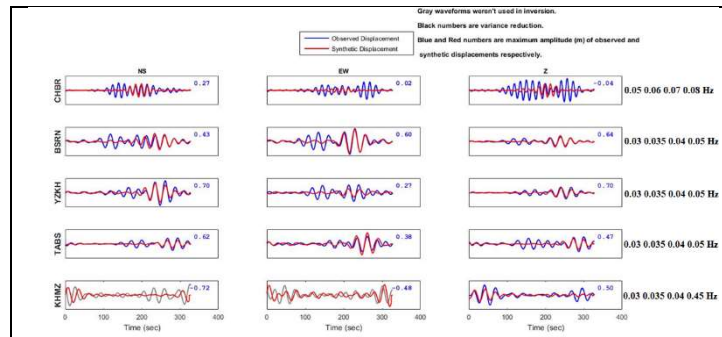 Gray waveforms weren't used in inversion.
Black numbers are variance reduction.
Blue and Red numbers are maximum amplitude (m) of observed and
synthetic displacements respectively.
Observed Displacement
Synthetic Displacement
NS EW Z
CHBR 0.27 0.02 -0.04 0.05 0.06 0.07 0.08 Hz
BSRN 0.43 0.60 0.64 0.03 0.035 0.04 0.05 Hz
YZKH 0.70 0.27 0.70 0.03 0.035 0.04 0.05 Hz
TABS 0.62 0.38 0.47 0.03 0.035 0.04 0.05 Hz
KHMZ -0.72 -0.48 0.50 0.03 0.035 0.04 0.45 Hz
0 100 200 300 400 0 100 200 300 400 0 100 200 300 400
Time (sec) Time (sec) Time (sec)